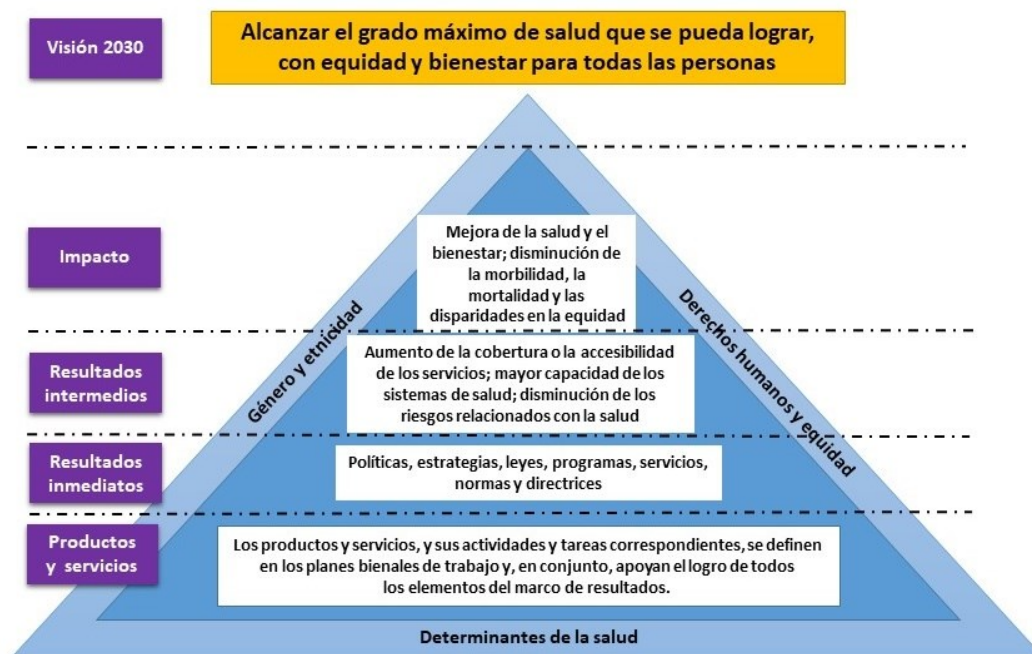 Visión 2030
Alcanzar el grado máximo de salud que se pueda lograr,
con equidad y bienestar para todas las personas
Impacto
Mejora de la salud y el
bienestar; disminución de
la morbilidad, la
mortalidad y las
disparidades en la equidad
Género y etnicidad
Derechos humanos y equidad
Resultados
intermedios
Aumento de la cobertura o la accesibilidad
de los servicios; mayor capacidad de los
sistemas de salud; disminución de los
riesgos relacionados con la salud
Resultados
inmediatos
Políticas, estrategias, leyes, programas, servicios,
normas y directrices
Productos
y servicios
Los productos y servicios, y sus actividades y tareas correspondientes, se definen
en los planes bienales de trabajo y, en conjunto, apoyan el logro de todos
los elementos del marco de resultados.
Determinantes de la salud